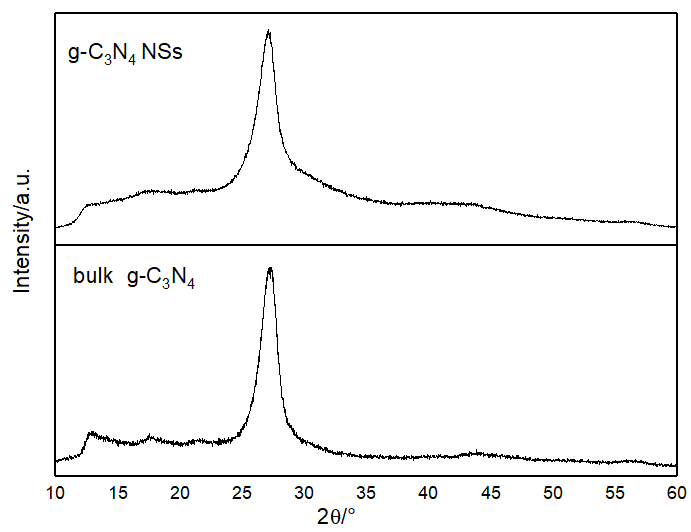 g-C₃N₄ NSs
Intensity/a.u.
bulk g-C₃N₄
10 15 20 25 30 35 40 45 50 55 60
2θ/°